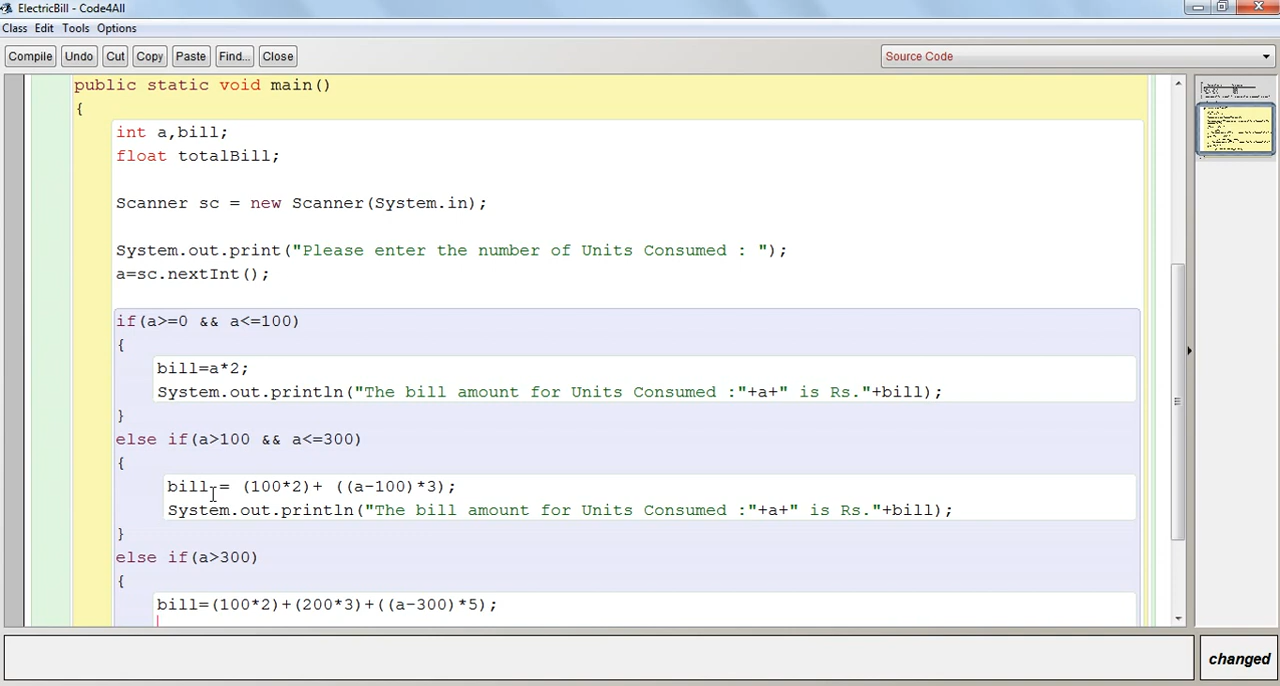 ElectricBill - Code4All
Class Edit Tools Options
Compile Undo Cut Copy Paste Find... Close Source Code
public static void main()
{
int a,bill;
float totalBill;
Scanner sc = new Scanner(System.in);
System.out.print("Please enter the number of Units Consumed : ");
a=sc.nextInt();
if(a>=0 && a<=100)
{
bill=a*2;
System.out.println("The bill amount for Units Consumed :"+a+" is Rs."+bill);
}
else if(a>100 && a<=300)
{
bill = (100*2)+ ((a-100)*3);
System.out.println("The bill amount for Units Consumed :"+a+" is Rs."+bill);
}
else if(a>300)
{
bill=(100*2)+(200*3)+((a-300)*5);
changed